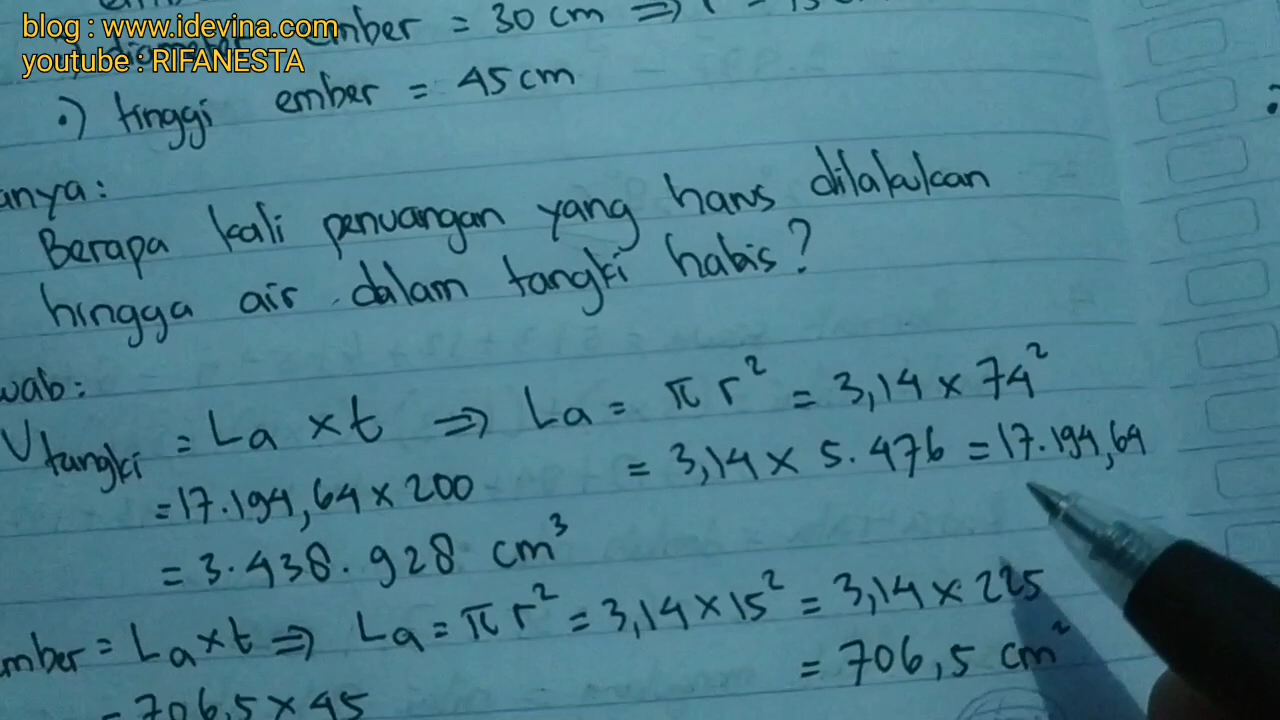 blog : www.idevina.com
youtube : RIFANESTA
ember = 30 cm ⇒
.) tinggi ember = 45 cm
anya:
Berapa kali penuangan yang harus dilakukan
hingga air dalam tangki habis?
wab:
V tangki = La x t ⇒ La = π r² = 3,14 x 74²
= 17.194,64 x 200 = 3,14 x 5.476 = 17.194,64
= 3.438.928 cm³
mber = La x t ⇒ La = π r² = 3,14 x 15² = 3,14 x 225
= 706,5 x 45 = 706,5 cm²